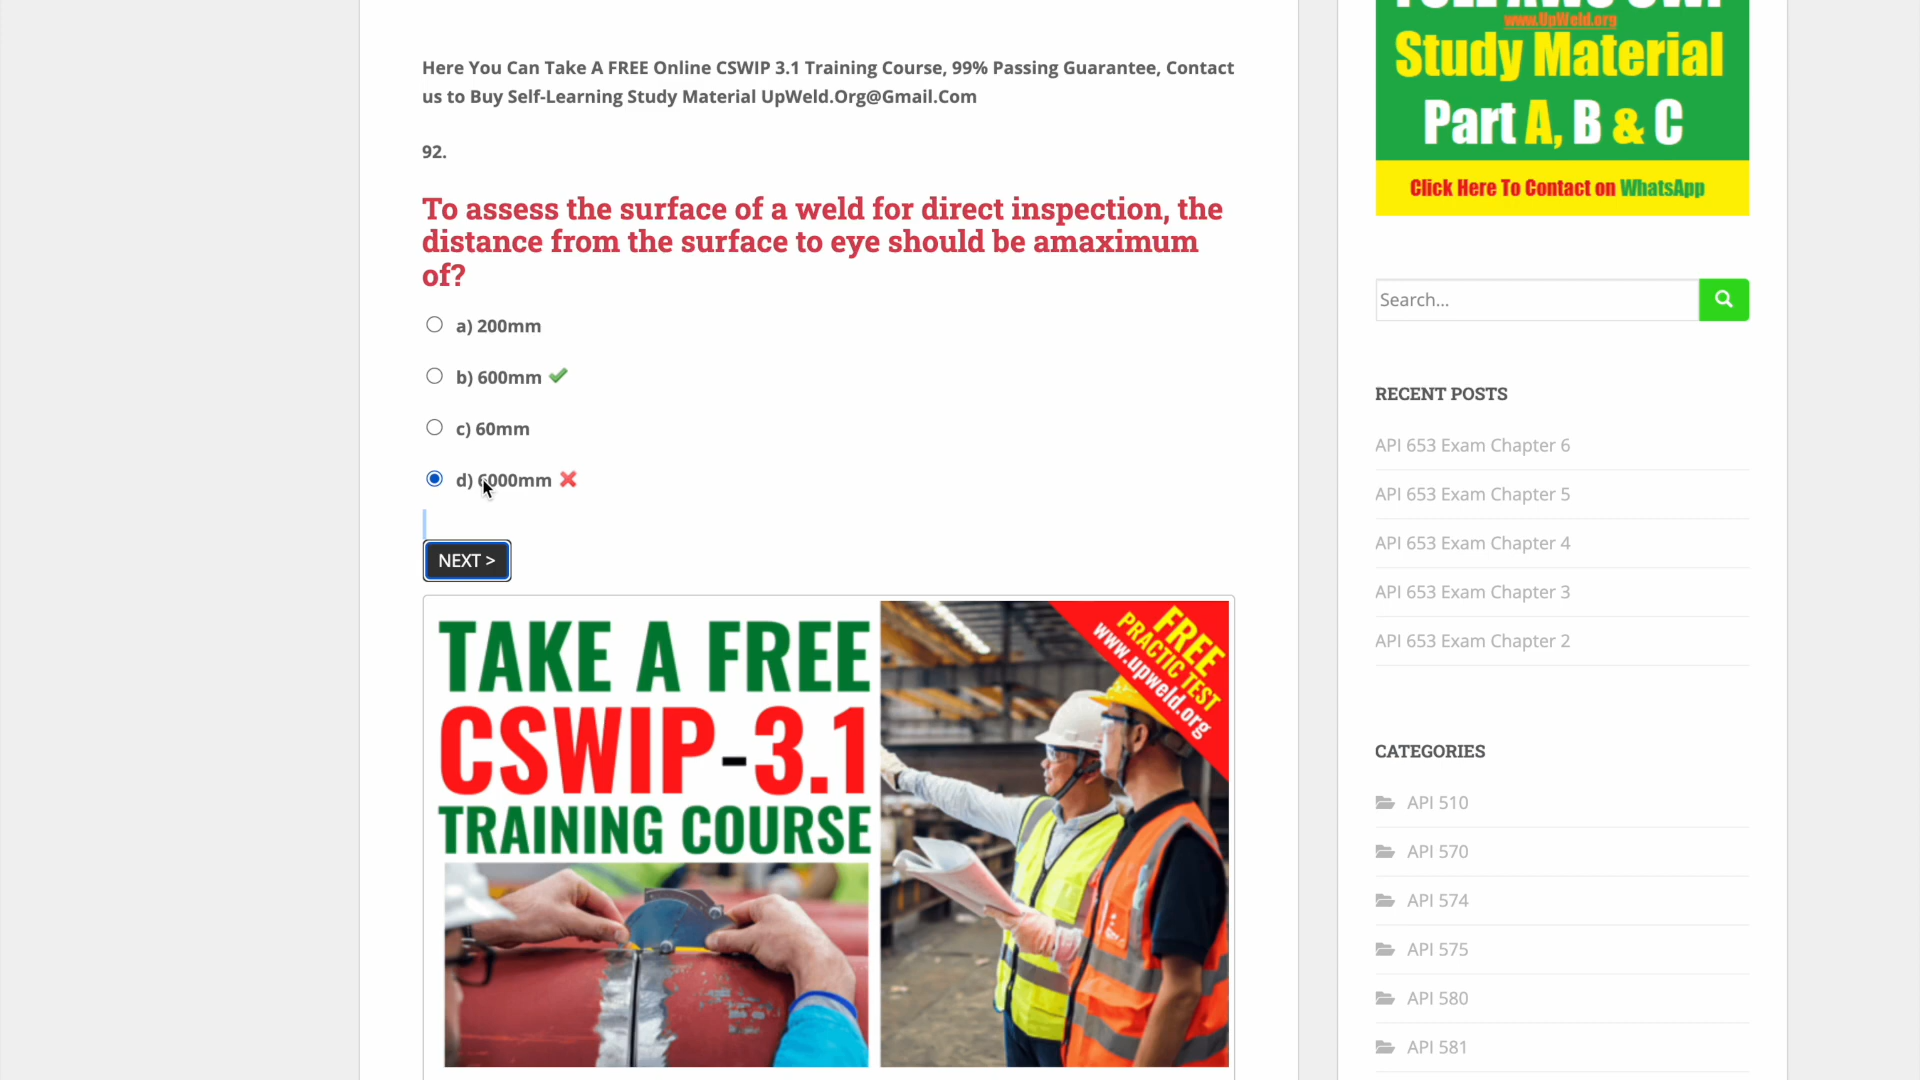 Here You Can Take A FREE Online CSWIP 3.1 Training Course, 99% Passing Guarantee, Contact
us to Buy Self-Learning Study Material UpWeld.Org@Gmail.Com
92.
To assess the surface of a weld for direct inspection, the
distance from the surface to eye should be amaximum
of?
a) 200mm
b) 600mm
c) 60mm
d) 6000mm
NEXT >
TAKE A FREE
CSWIP-3.1
TRAINING COURSE
FREE
PRACTIC TEST
www.upweld.org
www.UpWeld.org
Study Material
Part A, B & C
Click Here To Contact on WhatsApp
Search...
RECENT POSTS
API 653 Exam Chapter 6
API 653 Exam Chapter 5
API 653 Exam Chapter 4
API 653 Exam Chapter 3
API 653 Exam Chapter 2
CATEGORIES
API 510
API 570
API 574
API 575
API 580
API 581